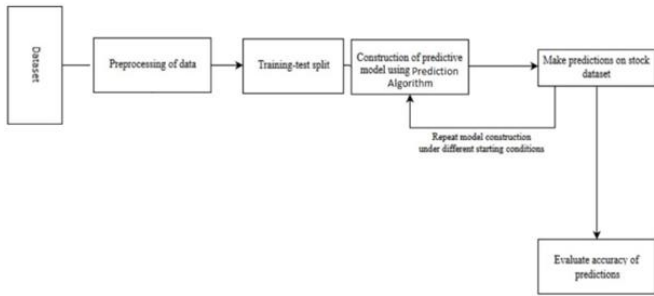 Dataset
Preprocessing of data
Training-test split
Construction of predictive
model using Prediction
Algorithm
Make predictions on stock
dataset
Repeat model construction
under different starting conditions
Evaluate accuracy of
predictions